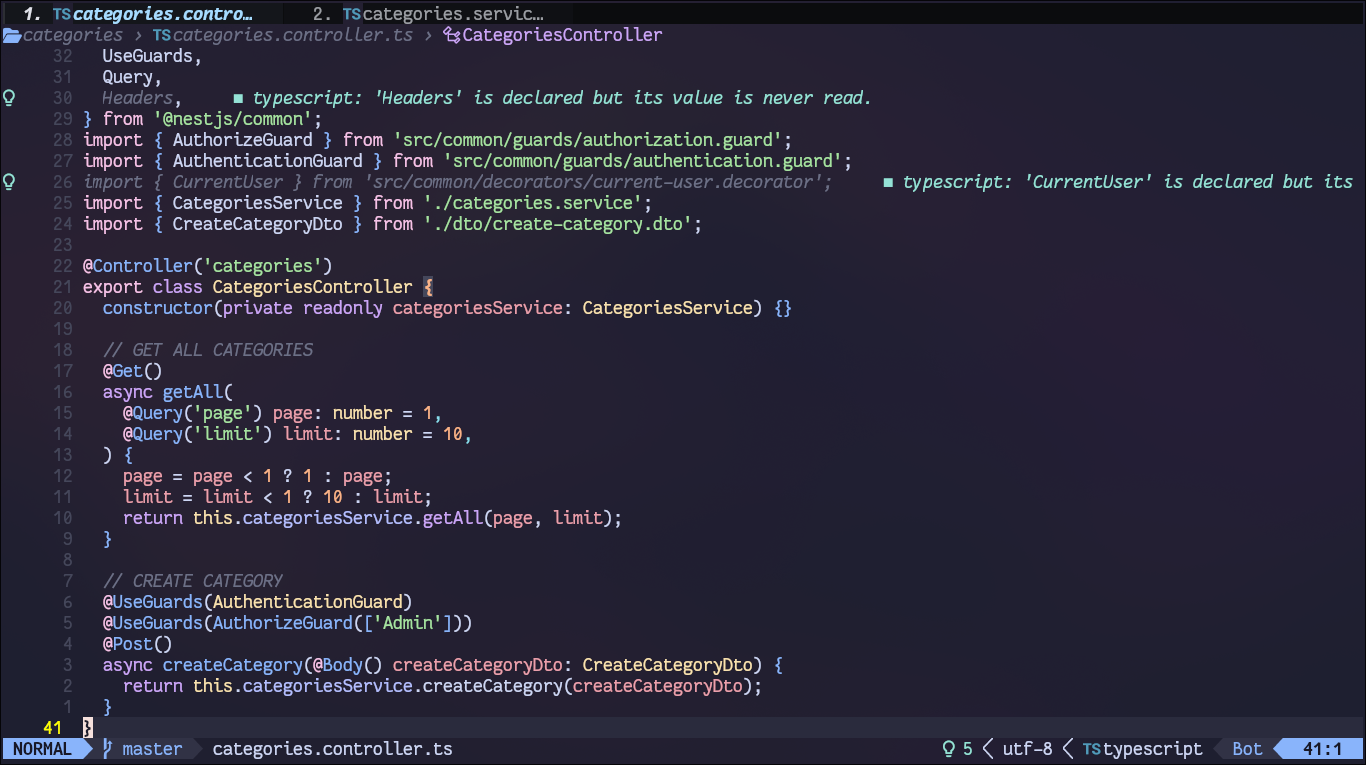 1. TS categories.contro…  2. TS categories.servic…
categories › TS categories.controller.ts › CategoriesController
32   UseGuards,
31   Query,
30   Headers,     ■ typescript: 'Headers' is declared but its value is never read.
29 } from '@nestjs/common';
28 import { AuthorizeGuard } from 'src/common/guards/authorization.guard';
27 import { AuthenticationGuard } from 'src/common/guards/authentication.guard';
26 import { CurrentUser } from 'src/common/decorators/current-user.decorator';     ■ typescript: 'CurrentUser' is declared but its
25 import { CategoriesService } from './categories.service';
24 import { CreateCategoryDto } from './dto/create-category.dto';
23
22 @Controller('categories')
21 export class CategoriesController {
20   constructor(private readonly categoriesService: CategoriesService) {}
19
18   // GET ALL CATEGORIES
17   @Get()
16   async getAll(
15     @Query('page') page: number = 1,
14     @Query('limit') limit: number = 10,
13   ) {
12     page = page < 1 ? 1 : page;
11     limit = limit < 1 ? 10 : limit;
10     return this.categoriesService.getAll(page, limit);
9   }
8
7   // CREATE CATEGORY
6   @UseGuards(AuthenticationGuard)
5   @UseGuards(AuthorizeGuard(['Admin']))
4   @Post()
3   async createCategory(@Body() createCategoryDto: CreateCategoryDto) {
2     return this.categoriesService.createCategory(createCategoryDto);
1   }
41 }
NORMAL master categories.controller.ts 5 utf-8 TS typescript Bot 41:1